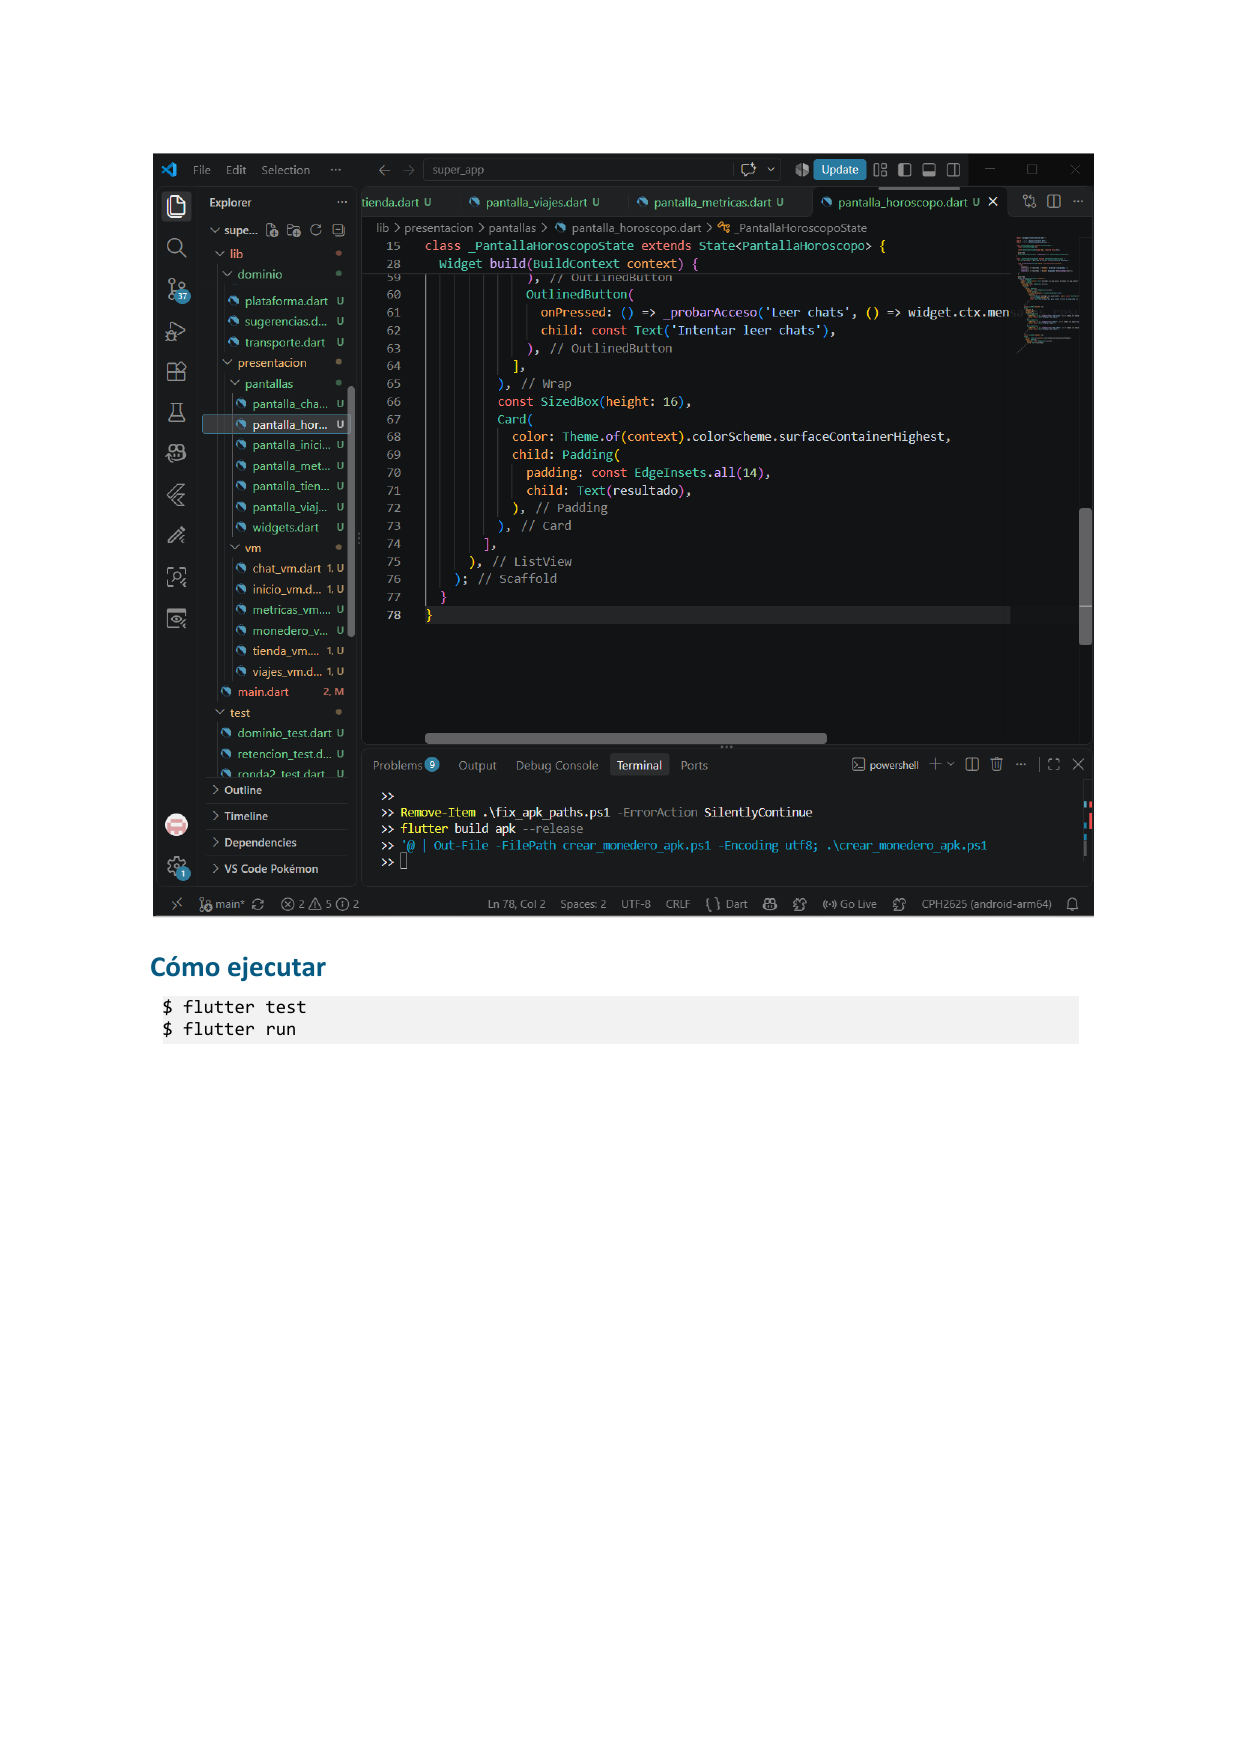 File Edit Selection ··· super_app Update
Explorer ···
supe...
lib
dominio
plataforma.dart U
sugerencias.d... U
transporte.dart U
presentacion
pantallas
pantalla_cha... U
pantalla_hor... U
pantalla_inici... U
pantalla_met... U
pantalla_tien... U
pantalla_viaj... U
widgets.dart U
vm
chat_vm.dart 1, U
inicio_vm.d... 1, U
metricas_vm.... U
monedero_v... U
tienda_vm.... 1, U
viajes_vm.d... 1, U
main.dart 2, M
test
dominio_test.dart U
retencion_test.d... U
ronda2_test.dart U
Outline
Timeline
Dependencies
VS Code Pokémon
37
1
tienda.dart U pantalla_viajes.dart U pantalla_metricas.dart U pantalla_horoscopo.dart U ×
lib > presentacion > pantallas > pantalla_horoscopo.dart > _PantallaHoroscopoState
15 class _PantallaHoroscopoState extends State<PantallaHoroscopo> {
28 Widget build(BuildContext context) {
59 ), // OutlinedButton
60 OutlinedButton(
61 onPressed: () => _probarAcceso('Leer chats', () => widget.ctx.men
62 child: const Text('Intentar leer chats'),
63 ), // OutlinedButton
64 ],
65 ), // Wrap
66 const SizedBox(height: 16),
67 Card(
68 color: Theme.of(context).colorScheme.surfaceContainerHighest,
69 child: Padding(
70 padding: const EdgeInsets.all(14),
71 child: Text(resultado),
72 ), // Padding
73 ), // Card
74 ],
75 ), // ListView
76 ); // Scaffold
77 }
78 }
Problems 9 Output Debug Console Terminal Ports powershell
>>
>> Remove-Item .\fix_apk_paths.ps1 -ErrorAction SilentlyContinue
>> flutter build apk --release
>> '@ | Out-File -FilePath crear_monedero_apk.ps1 -Encoding utf8; .\crear_monedero_apk.ps1
>>
main* 2 5 2 Ln 78, Col 2 Spaces: 2 UTF-8 CRLF { } Dart Go Live CPH2625 (android-arm64)
Cómo ejecutar
$ flutter test
$ flutter run